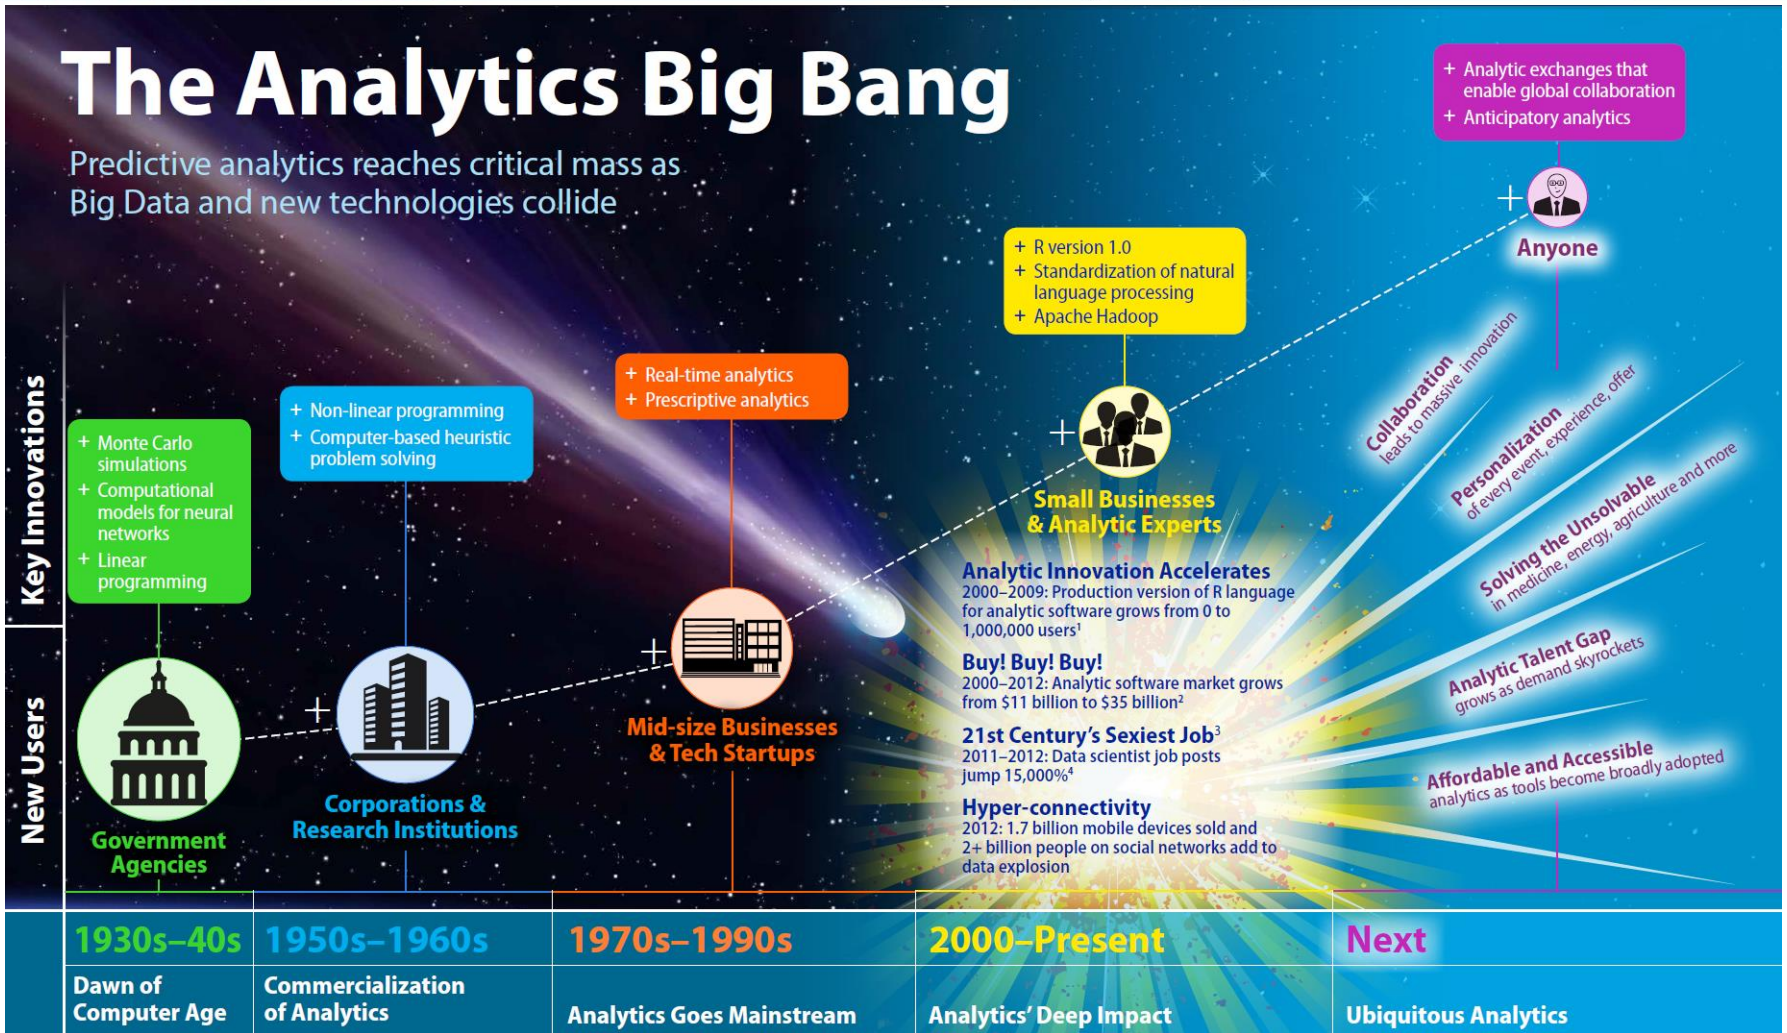 The Analytics Big Bang
Predictive analytics reaches critical mass as
Big Data and new technologies collide
Key Innovations
New Users
+ Monte Carlo
simulations
+ Computational
models for neural
networks
+ Linear
programming
Government
Agencies
+ Non-linear programming
+ Computer-based heuristic
problem solving
+
Corporations &
Research Institutions
+ Real-time analytics
+ Prescriptive analytics
+
Mid-size Businesses
& Tech Startups
+ R version 1.0
+ Standardization of natural
language processing
+ Apache Hadoop
+
Small Businesses
& Analytic Experts
Analytic Innovation Accelerates
2000–2009: Production version of R language
for analytic software grows from 0 to
1,000,000 users¹
Buy! Buy! Buy!
2000–2012: Analytic software market grows
from $11 billion to $35 billion²
21st Century's Sexiest Job³
2011–2012: Data scientist job posts
jump 15,000%⁴
Hyper-connectivity
2012: 1.7 billion mobile devices sold and
2+ billion people on social networks add to
data explosion
+ Analytic exchanges that
enable global collaboration
+ Anticipatory analytics
+
Anyone
Collaboration
leads to massive innovation
Personalization
of every event, experience, offer
Solving the Unsolvable
in medicine, energy, agriculture and more
Analytic Talent Gap
grows as demand skyrockets
Affordable and Accessible
analytics as tools become broadly adopted
1930s–40s
Dawn of
Computer Age
1950s–1960s
Commercialization
of Analytics
1970s–1990s
Analytics Goes Mainstream
2000–Present
Analytics' Deep Impact
Next
Ubiquitous Analytics